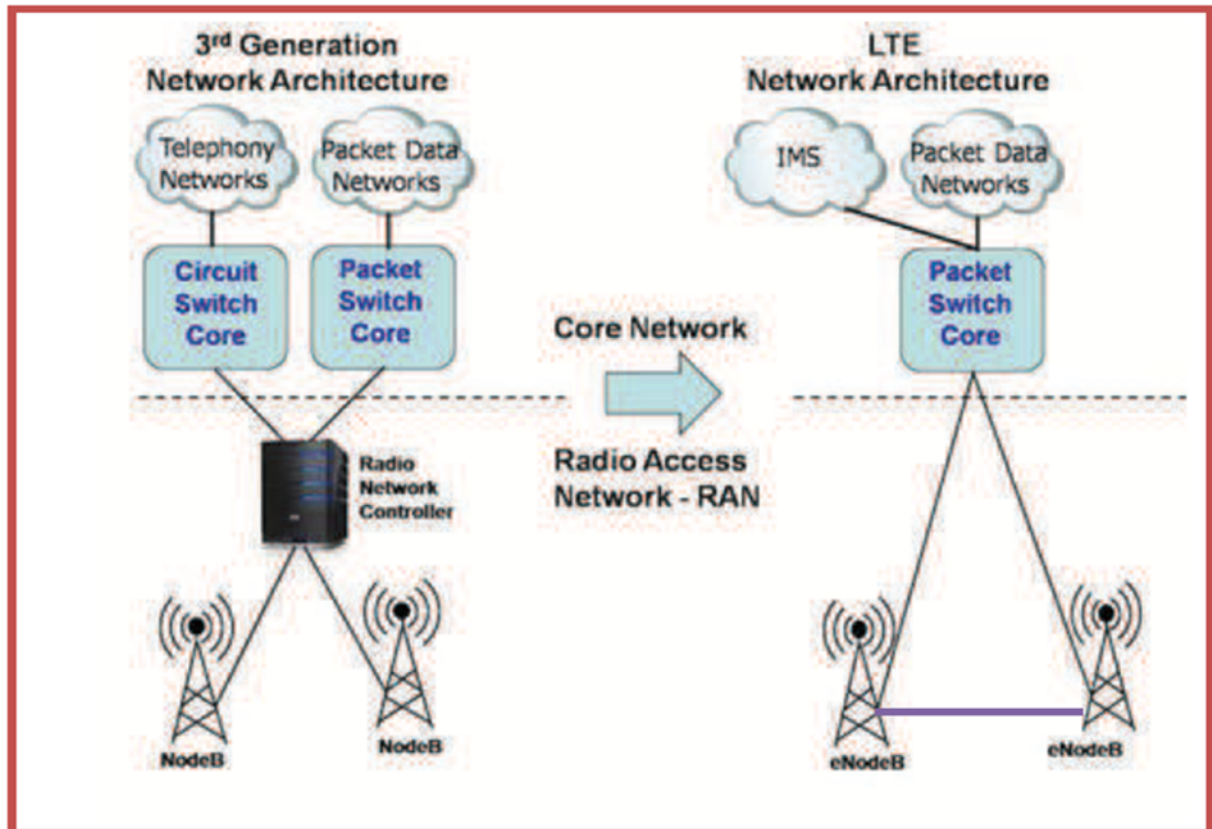 3rd Generation
Network Architecture
Telephony
Networks
Packet Data
Networks
Circuit
Switch
Core
Packet
Switch
Core
Radio
Network
Controller
NodeB
NodeB
Core Network
Radio Access
Network - RAN
LTE
Network Architecture
IMS
Packet Data
Networks
Packet
Switch
Core
eNodeB
eNodeB